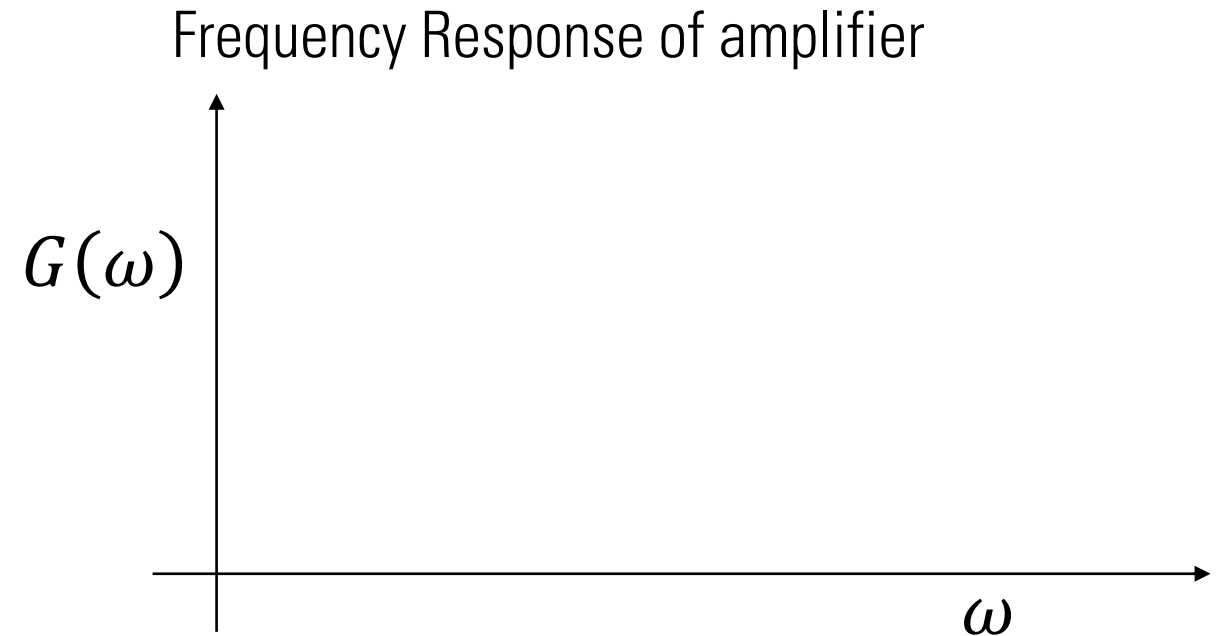 Frequency Response of amplifier
G(ω)
ω